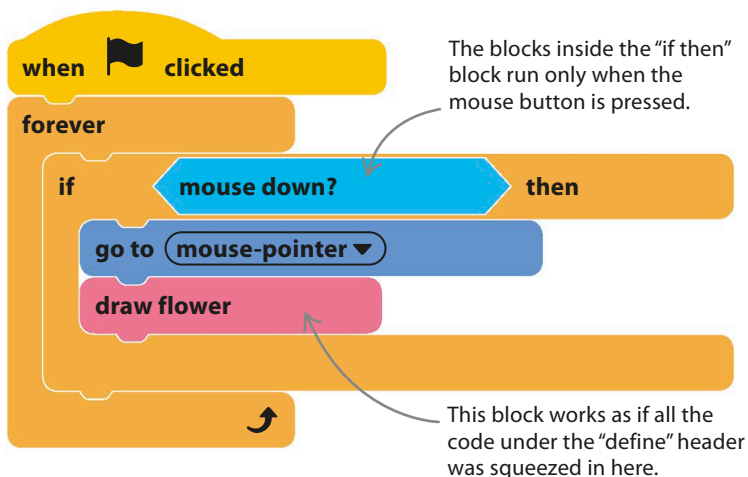 when clicked
The blocks inside the “if then”
block run only when the
mouse button is pressed.
forever
if mouse down? then
go to mouse-pointer
draw flower
This block works as if all the
code under the “define” header
was squeezed in here.